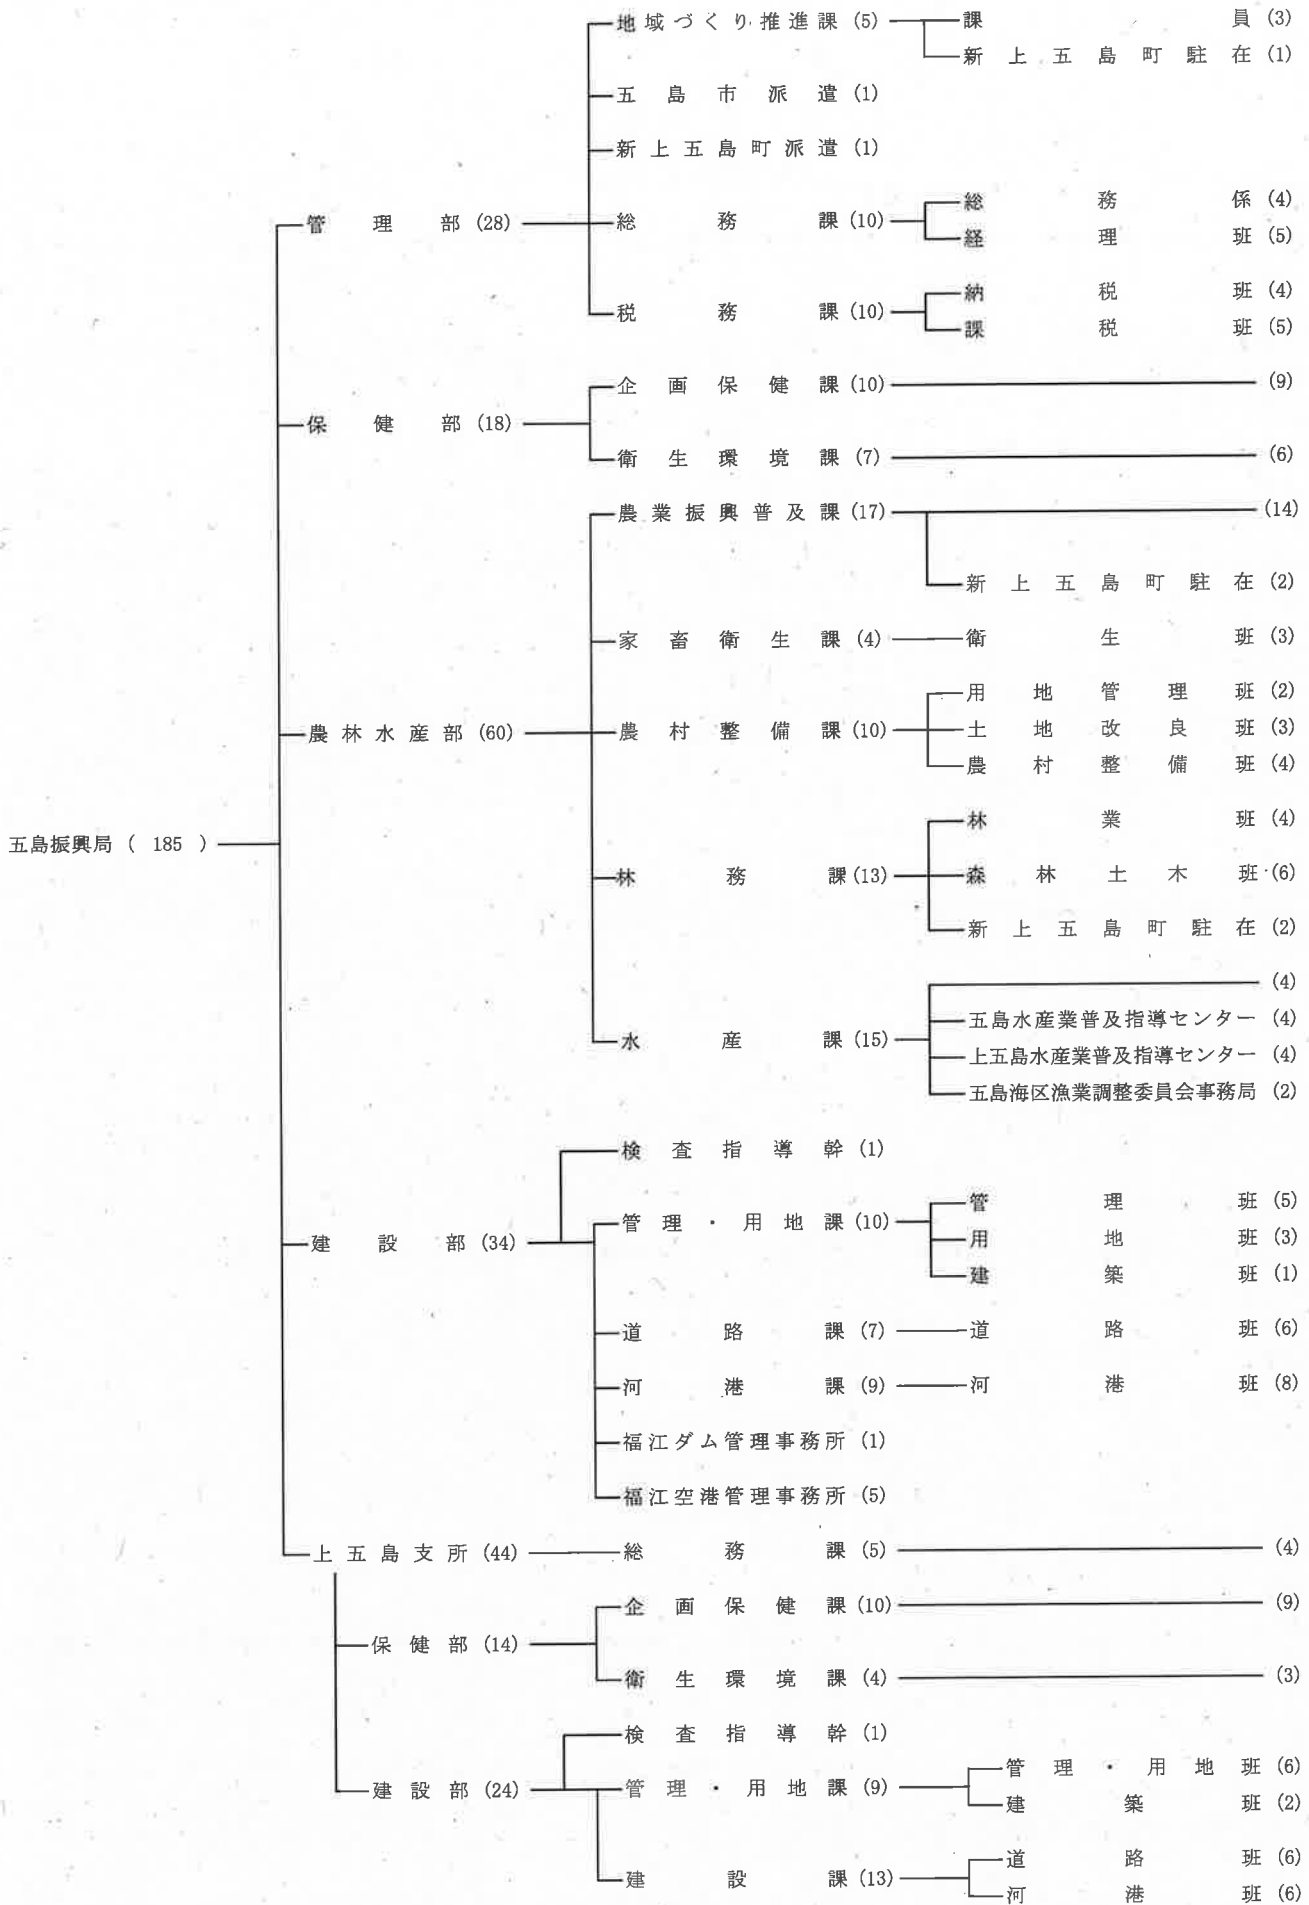 地域づくり推進課 (5) 課員 (3)
新上五島町駐在 (1)
五島市派遣 (1)
新上五島町派遣 (1)
総務係 (4)
管理部 (28) 総務課 (10)
経理班 (5)
納税班 (4)
税務課 (10)
課税班 (5)
企画保健課 (10) (9)
保健部 (18)
衛生環境課 (7) (6)
農業振興普及課 (17) (14)
新上五島町駐在 (2)
家畜衛生課 (4) 衛生班 (3)
用地管理班 (2)
農林水産部 (60) 農村整備課 (10) 土地改良班 (3)
農村整備班 (4)
林業班 (4)
五島振興局 ( 185 )
林務課 (13) 森林土木班 (6)
新上五島町駐在 (2)
(4)
五島水産業普及指導センター (4)
水産課 (15)
上五島水産業普及指導センター (4)
五島海区漁業調整委員会事務局 (2)
検査指導幹 (1)
管理班 (5)
管理・用地課 (10)
建設部 (34) 用地班 (3)
建築班 (1)
道路課 (7) 道路班 (6)
河港課 (9) 河港班 (8)
福江ダム管理事務所 (1)
福江空港管理事務所 (5)
上五島支所 (44) 総務課 (5) (4)
企画保健課 (10) (9)
保健部 (14)
衛生環境課 (4) (3)
検査指導幹 (1)
管理・用地班 (6)
建設部 (24) 管理・用地課 (9)
建築班 (2)
道路班 (6)
建設課 (13)
河港班 (6)